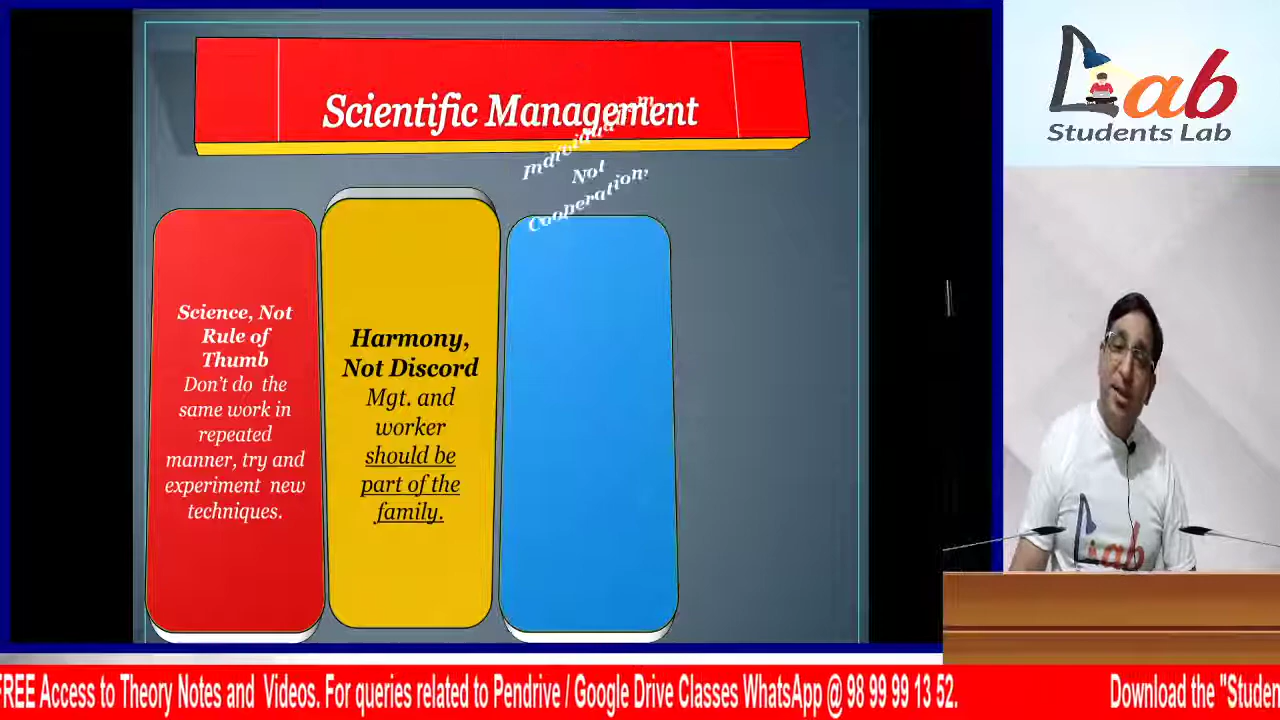 Scientific Management
Individualism
Not
Cooperation,
Science, Not
Rule of
Thumb
Don't do the
same work in
repeated
manner, try and
experiment new
techniques.
Harmony,
Not Discord
Mgt. and
worker
should be
part of the
family.
Lab
Students Lab
Lab
FREE Access to Theory Notes and Videos. For queries related to Pendrive / Google Drive Classes WhatsApp @ 98 99 99 13 52. Download the "Studen